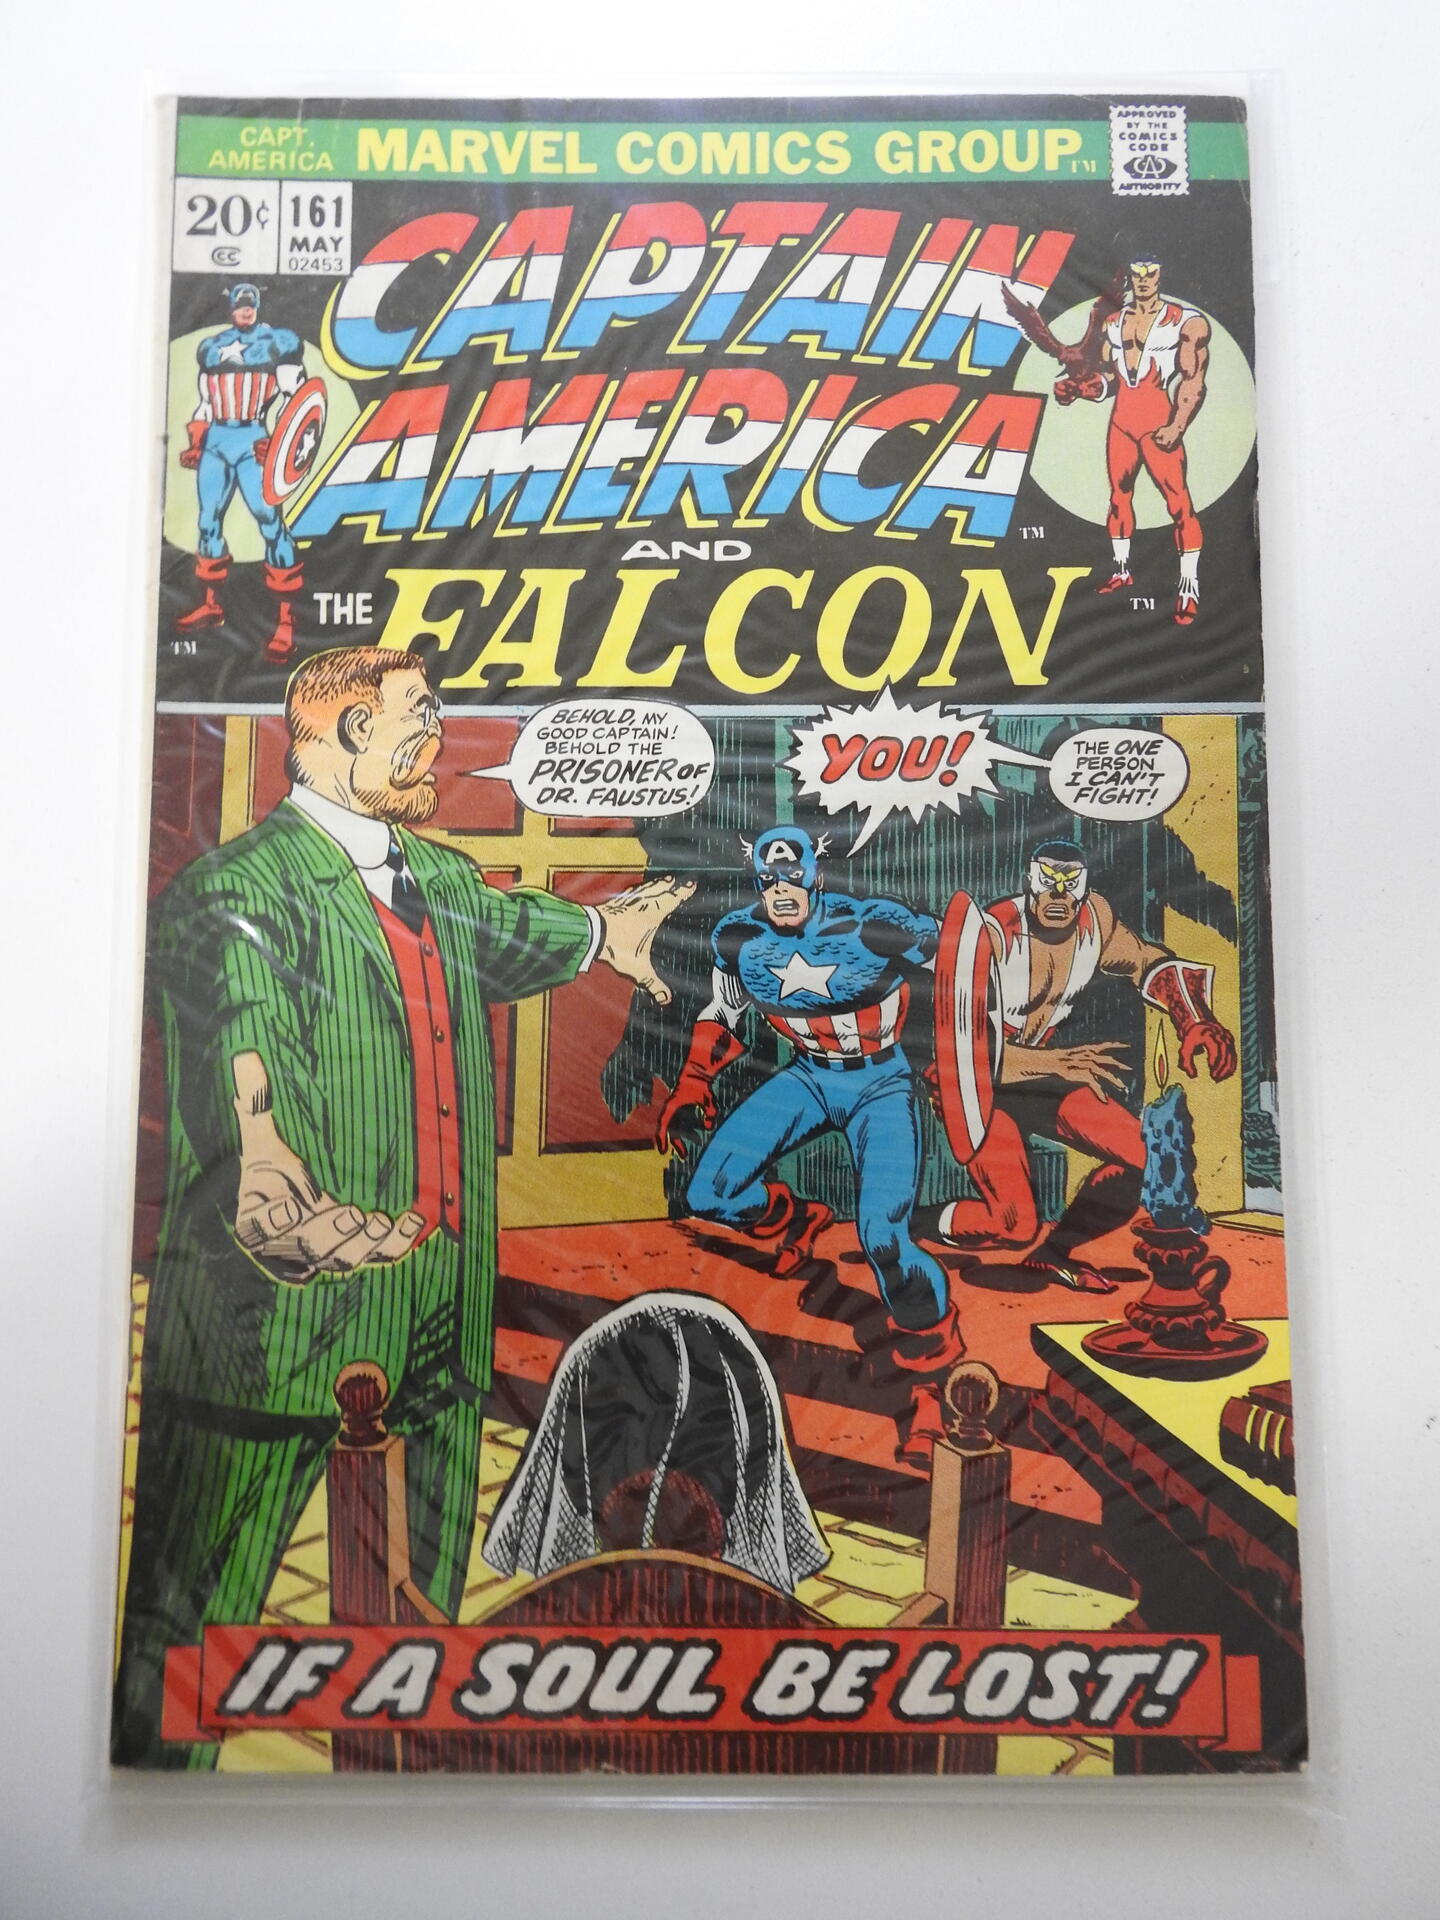 CAPT.
AMERICA
MARVEL COMICS GROUP TM
APPROVED
BY THE
COMICS
CODE
CA
AUTHORITY
20¢
CC
161
MAY
02453
CAPTAIN
AMERICA TM
AND
THE FALCON
TM
TM
BEHOLD, MY
GOOD CAPTAIN!
BEHOLD THE
PRISONER OF
DR. FAUSTUS!
YOU!
THE ONE
PERSON
I CAN'T
FIGHT!
A
IF A SOUL BE LOST!